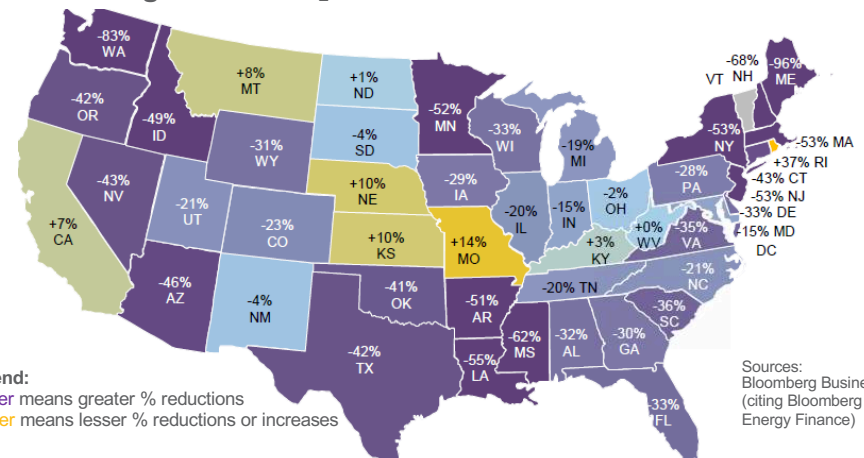 -83%
WA
-42%
OR
-49%
ID
+8%
MT
+1%
ND
-4%
SD
-31%
WY
-43%
NV
+7%
CA
-21%
UT
-23%
CO
-46%
AZ
-4%
NM
+10%
NE
+10%
KS
-41%
OK
-42%
TX
-52%
MN
-29%
IA
+14%
MO
-51%
AR
-55%
LA
-33%
WI
-20%
IL
-19%
MI
-15%
IN
-2%
OH
+3%
KY
-20% TN
-62%
MS
-32%
AL
-30%
GA
-33%
FL
-36%
SC
-21%
NC
-35%
VA
+0%
WV
-28%
PA
-53%
NY
VT
-68%
NH
-96%
ME
-53% MA
+37% RI
-43% CT
-53% NJ
-33% DE
-15% MD
DC
means greater % reductions
means lesser % reductions or increases
Sources:
Bloomberg
(citing Bloomberg
Energy Finance)